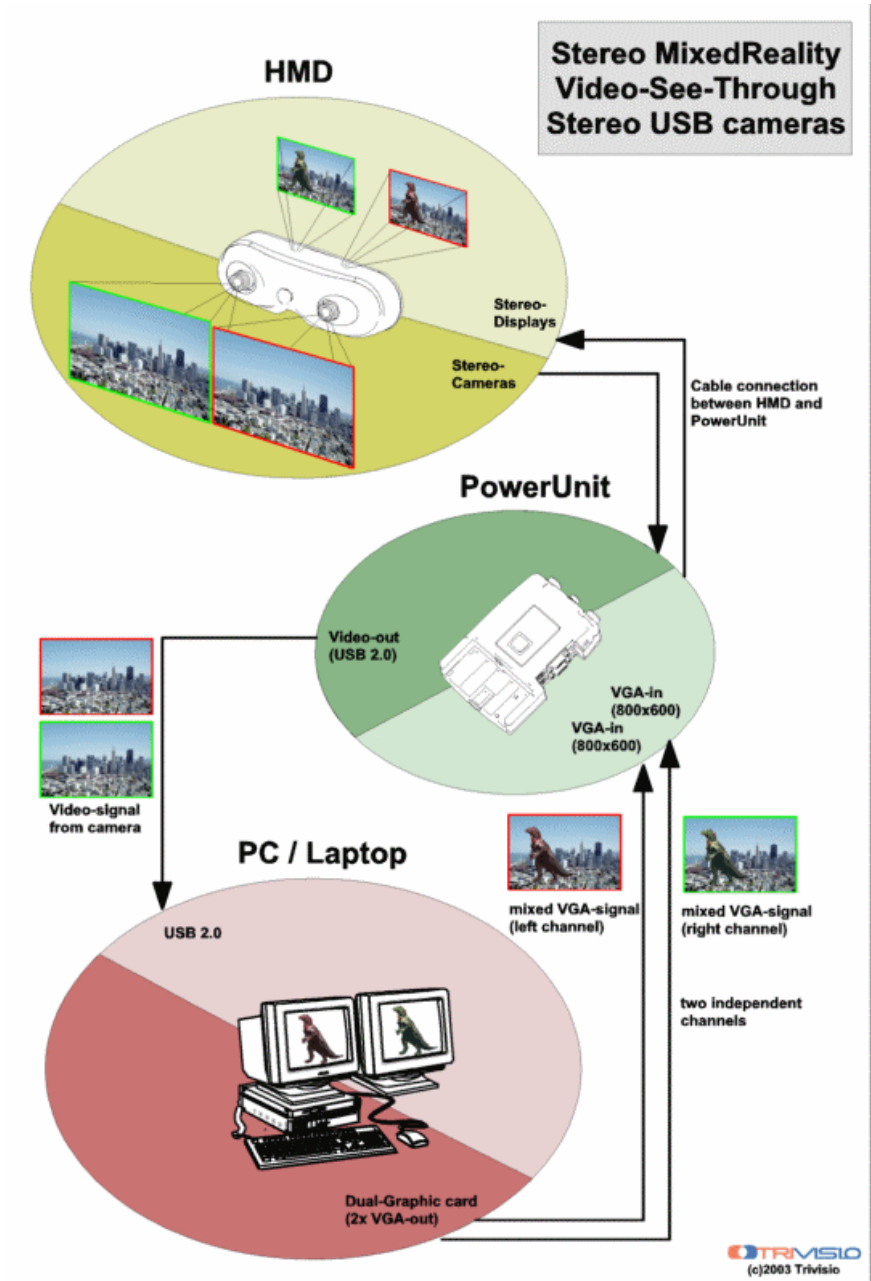 Stereo MixedReality
Video-See-Through
Stereo USB cameras
HMD
Stereo-
Displays
Stereo-
Cameras
Cable connection
between HMD and
PowerUnit
PowerUnit
Video-out
(USB 2.0)
VGA-in
(800x600)
VGA-in
(800x600)
Video-signal
from camera
PC / Laptop
mixed VGA-signal
(left channel)
mixed VGA-signal
(right channel)
USB 2.0
two independent
channels
Dual-Graphic card
(2x VGA-out)
TRIVISIO
(c)2003 Trivisio